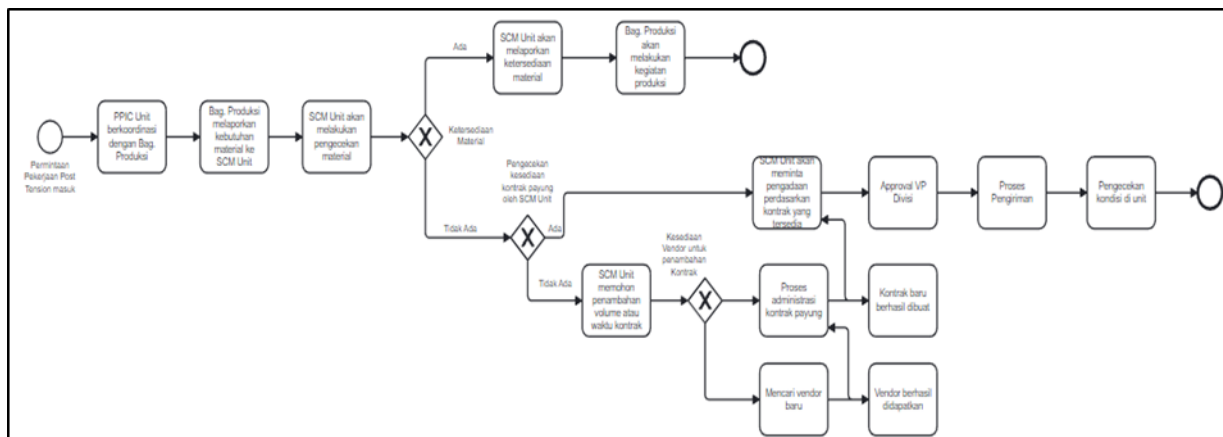 Permintaan
Pekerjaan Post
Tension masuk
PPIC Unit
berkoordinasi
dengan Bag.
Produksi
Bag. Produksi
melaporkan
kebutuhan
material ke
SCM Unit
SCM Unit akan
melakukan
pengecekan
material
Ketersediaan
Material
Ada
SCM Unit akan
melaporkan
ketersediaan
material
Bag. Produksi
akan
melakukan
kegiatan
produksi
Tidak Ada
Pengecekan
kesediaan
kontrak payung
oleh SCM Unit
Ada
SCM Unit akan
meminta
pengadaan
perdasarkan
kontrak yang
tersedia
Approval VP
Divisi
Proses
Pengiriman
Pengecekan
kondisi di unit
Tidak Ada
SCM Unit
memohon
penambahan
volume atau
waktu kontrak
Kesediaan
Vendor untuk
penambahan
Kontrak
Proses
administrasi
kontrak payung
Kontrak baru
berhasil dibuat
Mencari vendor
baru
Vendor berhasil
didapatkan